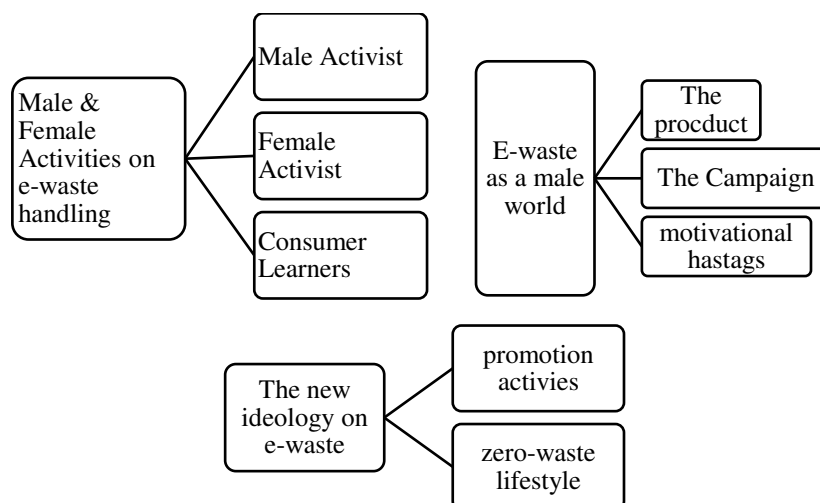 Male &
Female
Activities on
e-waste
handling
Male Activist
Female
Activist
Consumer
Learners
E-waste
as a male
world
The
procduct
The Campaign
motivational
hastags
The new
ideology on
e-waste
promotion
activies
zero-waste
lifestyle